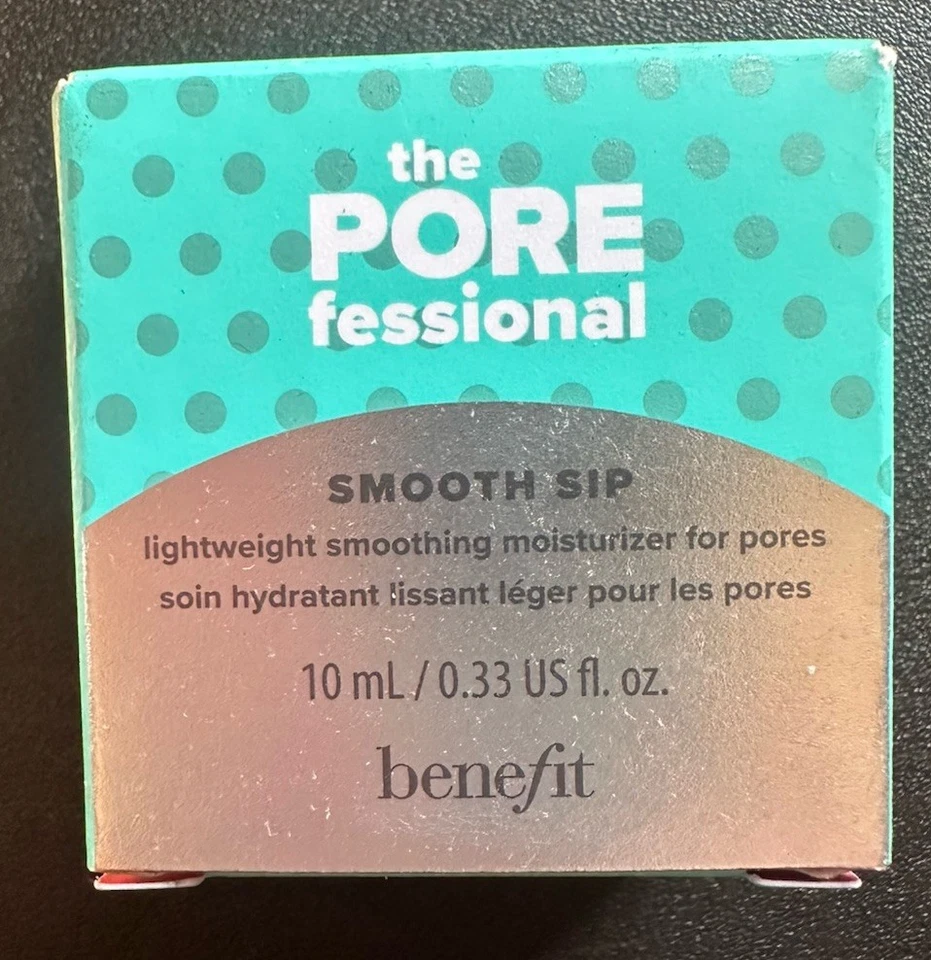 the
PORE
fessional
SMOOTH SIP
lightweight smoothing moisturizer for pores
soin hydratant lissant léger pour les pores
10 mL / 0.33 US fl. oz.
benefit